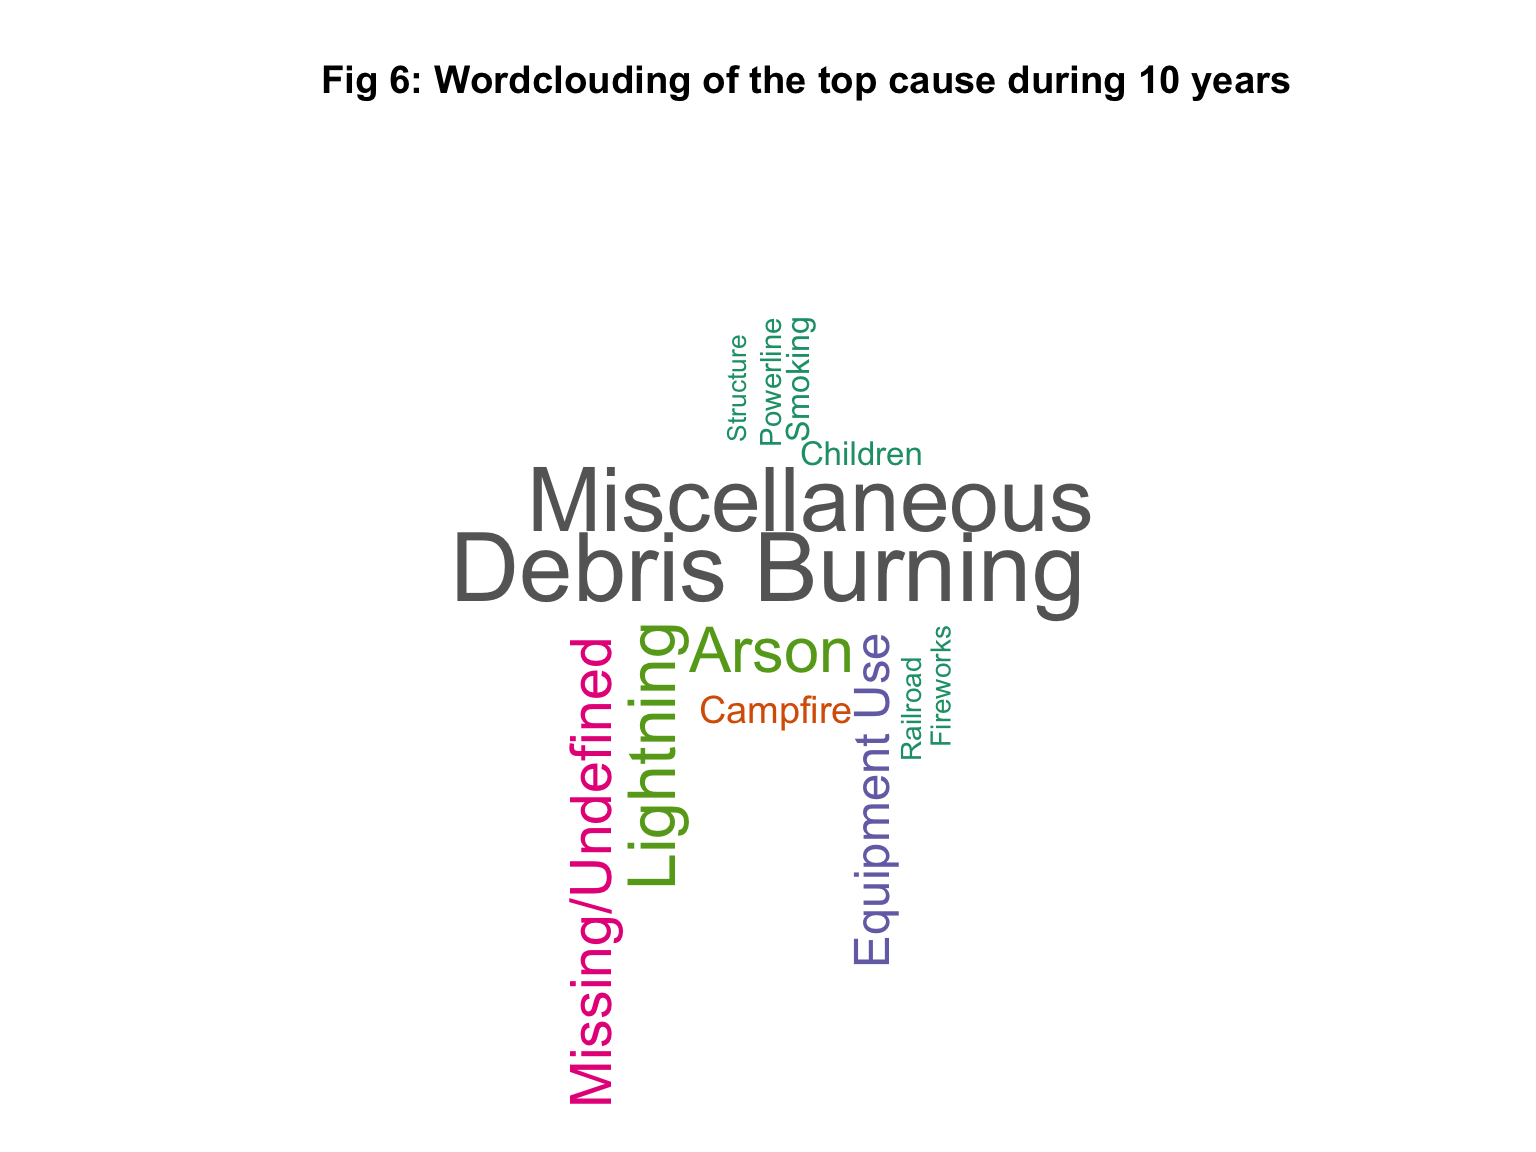 Fig 6: Wordclouding of the top cause during 10 years
Structure
Powerline
Smoking
Children
Miscellaneous
Debris Burning
Missing/Undefined
Lightning
Arson
Campfire
Equipment Use
Railroad
Fireworks